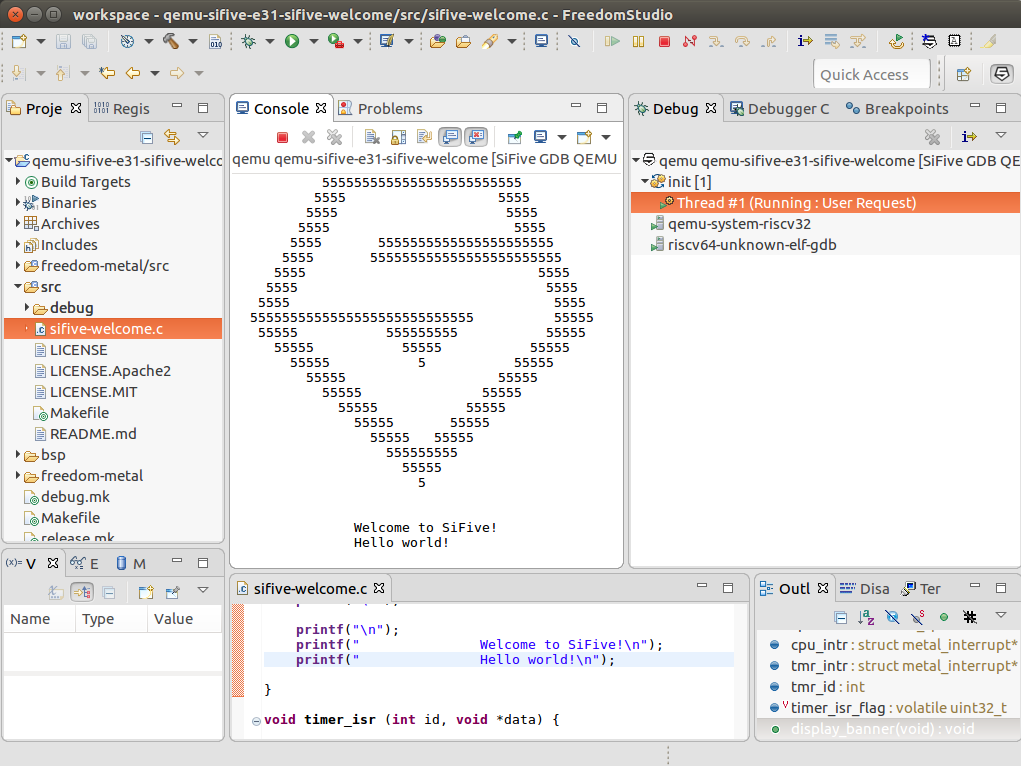 workspace - qemu-sifive-e31-sifive-welcome/src/sifive-welcome.c - FreedomStudio
Quick Access
Proje
Regis
qemu-sifive-e31-sifive-welcc
Build Targets
Binaries
Archives
Includes
freedom-metal/src
src
debug
sifive-welcome.c
LICENSE
LICENSE.Apache2
LICENSE.MIT
Makefile
README.md
bsp
freedom-metal
debug.mk
Makefile
release.mk
Console
Problems
qemu qemu-sifive-e31-sifive-welcome [SiFive GDB QEMU
5555555555555555555555555
5555 5555
5555 5555
5555 5555
5555 5555555555555555555555
5555 555555555555555555555555
5555 5555
5555 5555
5555 5555
5555555555555555555555555555 55555
55555 555555555 55555
55555 55555 55555
55555 5 55555
55555 55555
55555 55555
55555 55555
55555 55555
55555 55555
555555555
55555
5
Welcome to SiFive!
Hello world!
Debug
Debugger C
Breakpoints
qemu qemu-sifive-e31-sifive-welcome [SiFive GDB QE
init [1]
Thread #1 (Running : User Request)
qemu-system-riscv32
riscv64-unknown-elf-gdb
(x)= V
E
M
Name Type Value
sifive-welcome.c
printf("\n");
printf(" Welcome to SiFive!\n");
printf(" Hello world!\n");
}
void timer_isr (int id, void *data) {
Outl
Disa
Ter
cpu_intr : struct metal_interrupt*
tmr_intr : struct metal_interrupt*
tmr_id : int
timer_isr_flag : volatile uint32_t
display_banner(void) : void